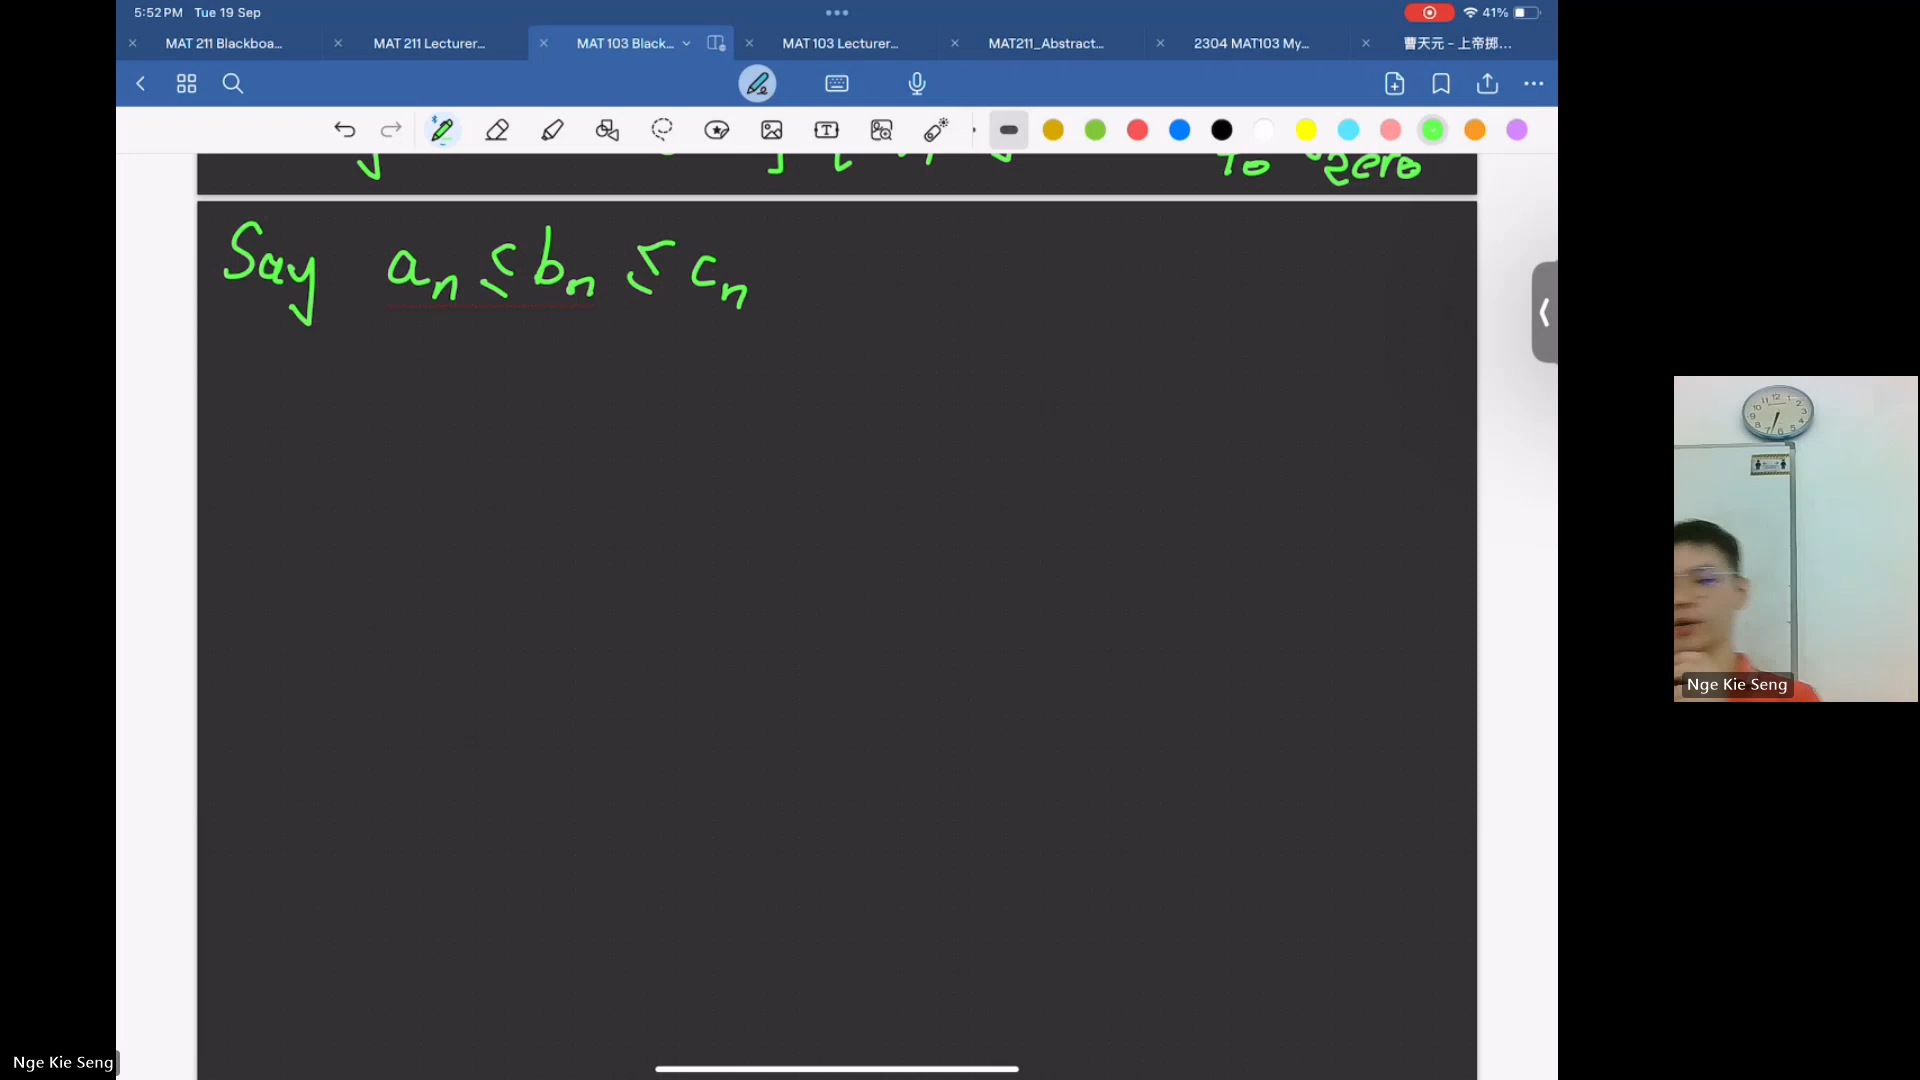 5:52 PM Tue 19 Sep
41%
MAT 211 Blackboa...
MAT 211 Lecturer...
MAT 103 Black...
MAT 103 Lecturer...
MAT211_Abstract...
2304 MAT103 My...
曹天元 - 上帝掷...
To zero
Say aₙ ≤ bₙ ≤ cₙ
Nge Kie Seng
Nge Kie Seng